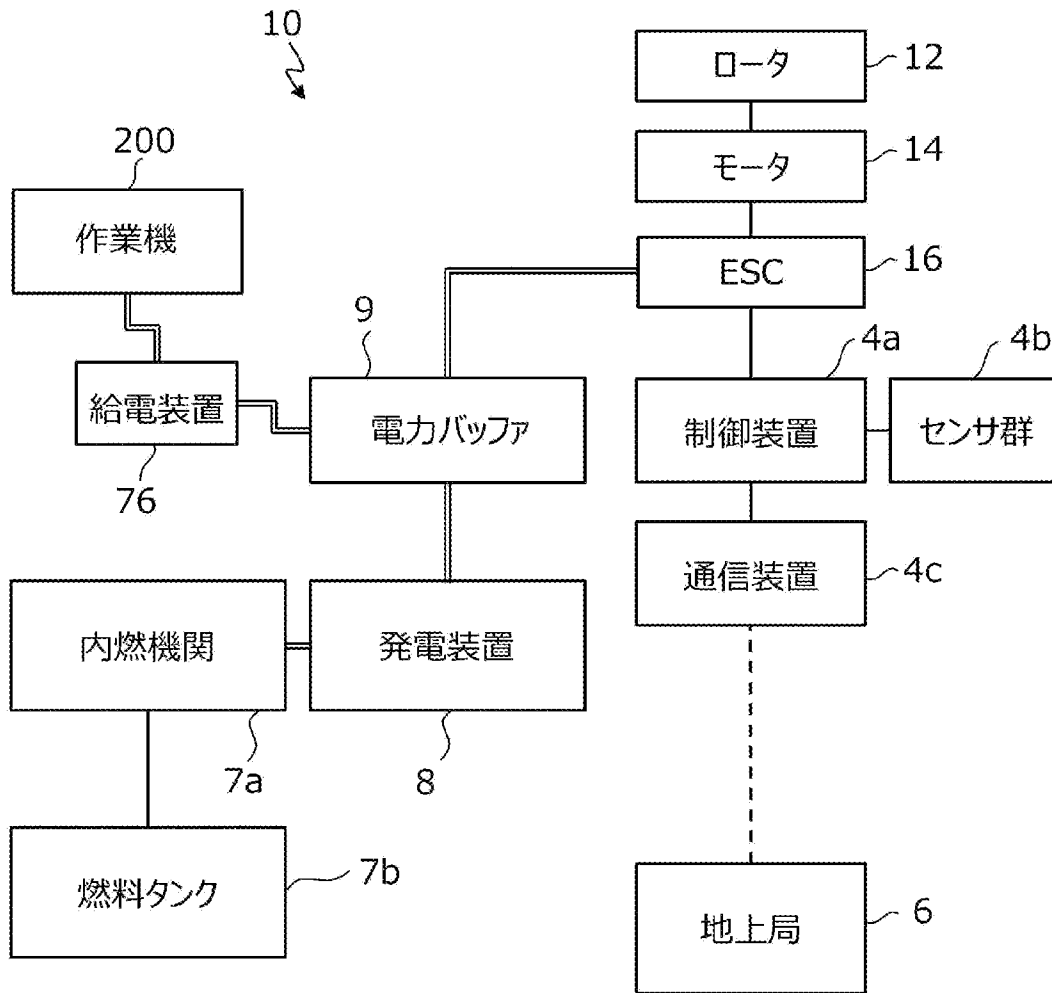 10
ロータ
12
200
モータ
14
作業機
ESC
16
9
4a
4b
給電装置
電力バッファ
制御装置
センサ群
76
通信装置
4c
内燃機関
発電装置
7a
8
燃料タンク
7b
地上局
6